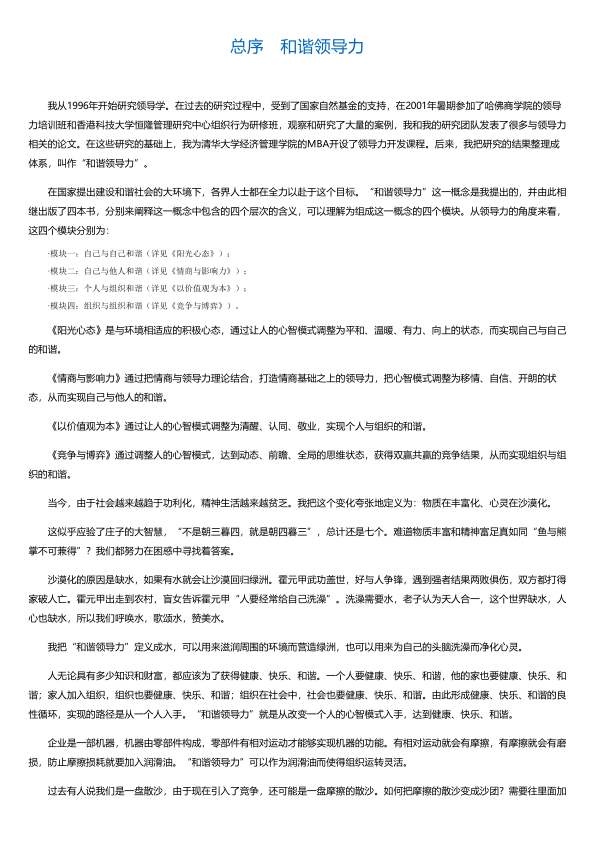 总序　和谐领导力
我从1996年开始研究领导学。在过去的研究过程中，受到了国家自然基金的支持，在2001年暑期参加了哈佛商学院的领导
力培训班和香港科技大学恒隆管理研究中心组织行为研修班，观察和研究了大量的案例，我和我的研究团队发表了很多与领导力
相关的论文。在这些研究的基础上，我为清华大学经济管理学院的MBA开设了领导力开发课程。后来，我把研究的结果整理成
体系，叫作“和谐领导力”。
在国家提出建设和谐社会的大环境下，各界人士都在全力以赴于这个目标。“和谐领导力”这一概念是我提出的，并由此相
继出版了四本书，分别来阐释这一概念中包含的四个层次的含义，可以理解为组成这一概念的四个模块。从领导力的角度来看，
这四个模块分别为：
·模块一：自己与自己和谐（详见《阳光心态》）；
·模块二：自己与他人和谐（详见《情商与影响力》）；
·模块三：个人与组织和谐（详见《以价值观为本》）；
·模块四：组织与组织和谐（详见《竞争与博弈》）。
《阳光心态》是与环境相适应的积极心态，通过让人的心智模式调整为平和、温暖、有力、向上的状态，而实现自己与自己
的和谐。
《情商与影响力》通过把情商与领导力理论结合，打造情商基础之上的领导力，把心智模式调整为移情、自信、开朗的状
态，从而实现自己与他人的和谐。
《以价值观为本》通过让人的心智模式调整为清醒、认同、敬业，实现个人与组织的和谐。
《竞争与博弈》通过调整人的心智模式，达到动态、前瞻、全局的思维状态，获得双赢共赢的竞争结果，从而实现组织与组
织的和谐。
当今，由于社会越来越趋于功利化，精神生活越来越贫乏。我把这个变化夸张地定义为：物质在丰富化、心灵在沙漠化。
这似乎应验了庄子的大智慧，“不是朝三暮四，就是朝四暮三”，总计还是七个。难道物质丰富和精神富足真如同“鱼与熊
掌不可兼得”？我们都努力在困惑中寻找着答案。
沙漠化的原因是缺水，如果有水就会让沙漠回归绿洲。霍元甲武功盖世，好与人争锋，遇到强者结果两败俱伤，双方都打得
家破人亡。霍元甲出走到农村，盲女告诉霍元甲“人要经常给自己洗澡”。洗澡需要水，老子认为天人合一，这个世界缺水，人
心也缺水，所以我们呼唤水，歌颂水，赞美水。
我把“和谐领导力”定义成水，可以用来滋润周围的环境而营造绿洲，也可以用来为自己的头脑洗澡而净化心灵。
人无论具有多少知识和财富，都应该为了获得健康、快乐、和谐。一个人要健康、快乐、和谐，他的家也要健康、快乐、和
谐；家人加入组织，组织也要健康、快乐、和谐；组织在社会中，社会也要健康、快乐、和谐。由此形成健康、快乐、和谐的良
性循环，实现的路径是从一个人入手。“和谐领导力”就是从改变一个人的心智模式入手，达到健康、快乐、和谐。
企业是一部机器，机器由零部件构成，零部件有相对运动才能够实现机器的功能。有相对运动就会有摩擦，有摩擦就会有磨
损，防止摩擦损耗就要加入润滑油。“和谐领导力”可以作为润滑油而使得组织运转灵活。
过去有人说我们是一盘散沙，由于现在引入了竞争，还可能是一盘摩擦的散沙。如何把摩擦的散沙变成沙团？需要往里面加